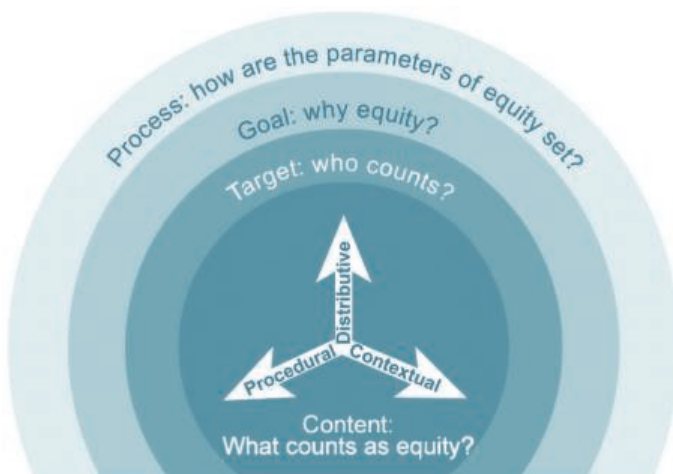 Process: how are the parameters of equity set?
Goal: why equity?
Target: who counts?
Distributive
Procedural
Contextual
Content:
What counts as equity?